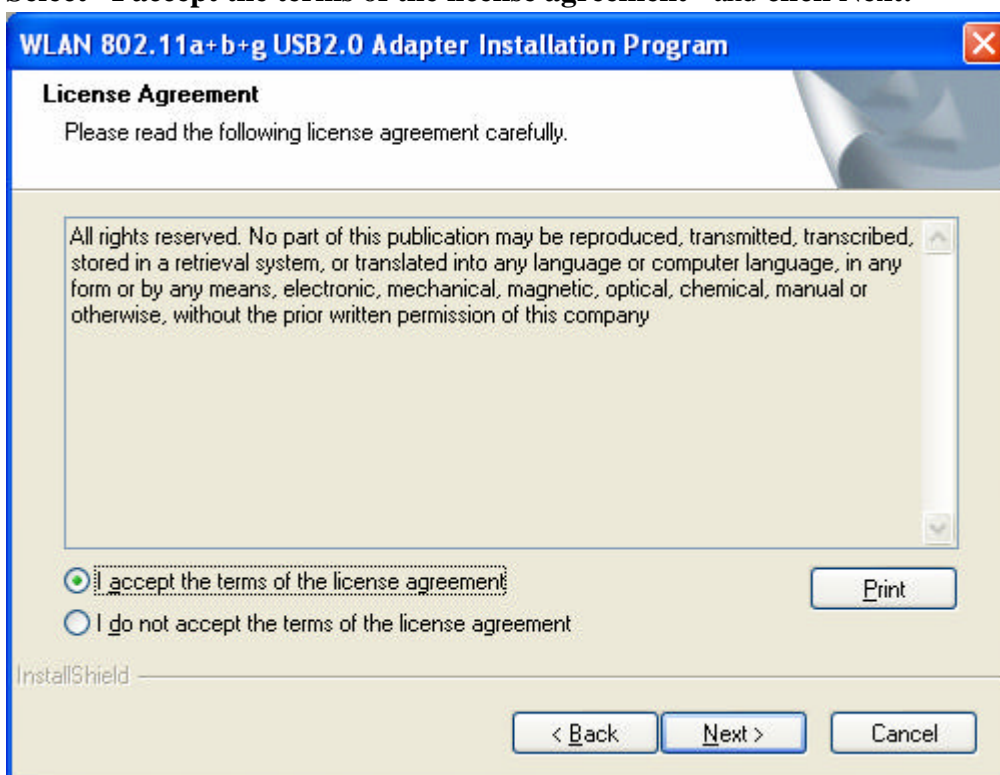 Select "I accept the terms of the license agreement" and click Next.
WLAN 802.11a+b+g USB2.0 Adapter Installation Program
License Agreement
Please read the following license agreement carefully.
All rights reserved. No part of this publication may be reproduced, transmitted, transcribed,
stored in a retrieval system, or translated into any language or computer language, in any
form or by any means, electronic, mechanical, magnetic, optical, chemical, manual or
otherwise, without the prior written permission of this company
I accept the terms of the license agreement
Print
I do not accept the terms of the license agreement
InstallShield
< Back
Next >
Cancel